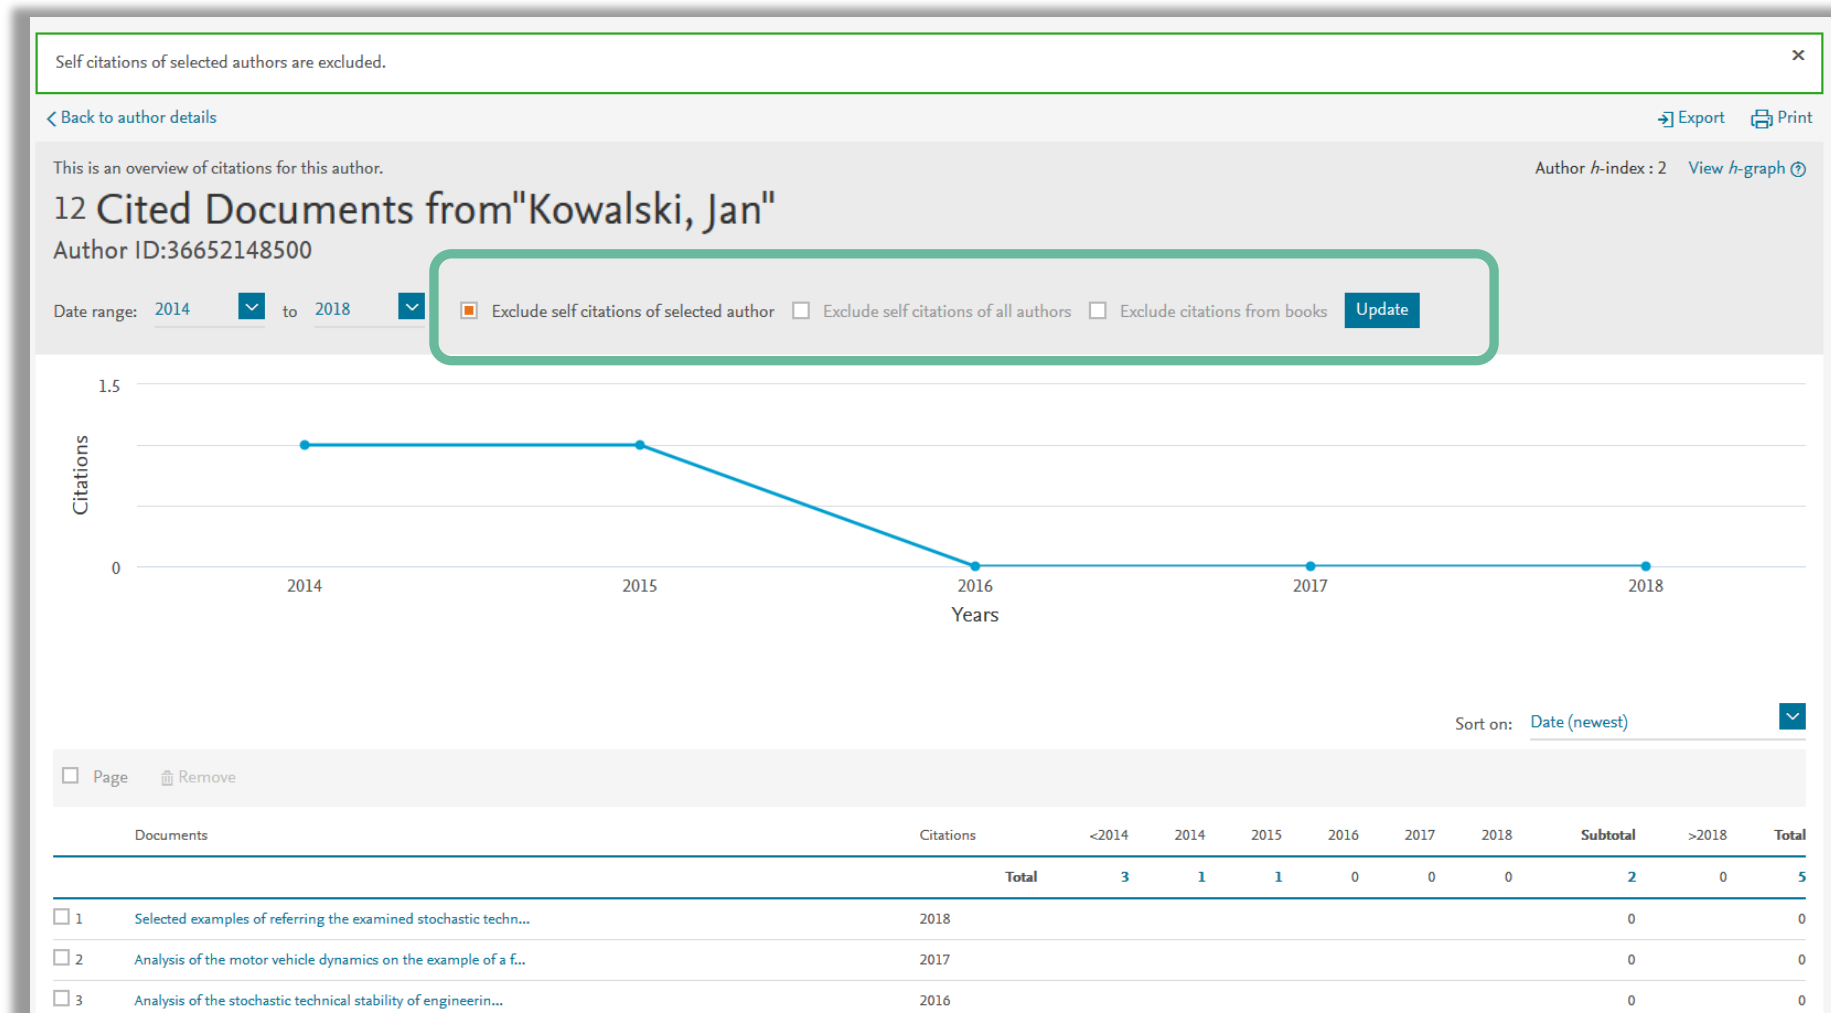 Self citations of selected authors are excluded. ×
Back to author details Export Print
This is an overview of citations for this author. Author h-index : 2 View h-graph
12 Cited Documents from"Kowalski, Jan"
Author ID:36652148500
Date range: 2014 to 2018 Exclude self citations of selected author Exclude self citations of all authors Exclude citations from books Update
1.5
Citations
0
2014 2015 2016 2017 2018
Years
Sort on: Date (newest)
Page Remove
Documents Citations <2014 2014 2015 2016 2017 2018 Subtotal >2018 Total
Total 3 1 1 0 0 0 2 0 5
1 Selected examples of referring the examined stochastic techn... 2018 0 0
2 Analysis of the motor vehicle dynamics on the example of a f... 2017 0 0
3 Analysis of the stochastic technical stability of engineerin... 2016 0 0